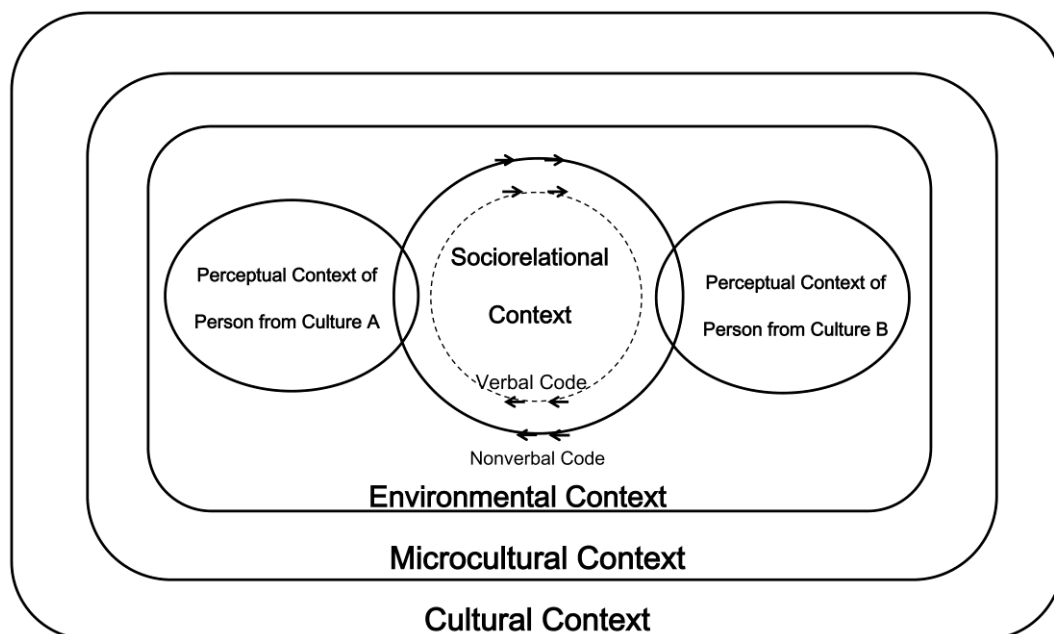 Sociorelational
Context
Perceptual Context of
Person from Culture A
Perceptual Context of
Person from Culture B
Verbal Code
Nonverbal Code
Environmental Context
Microcultural Context
Cultural Context